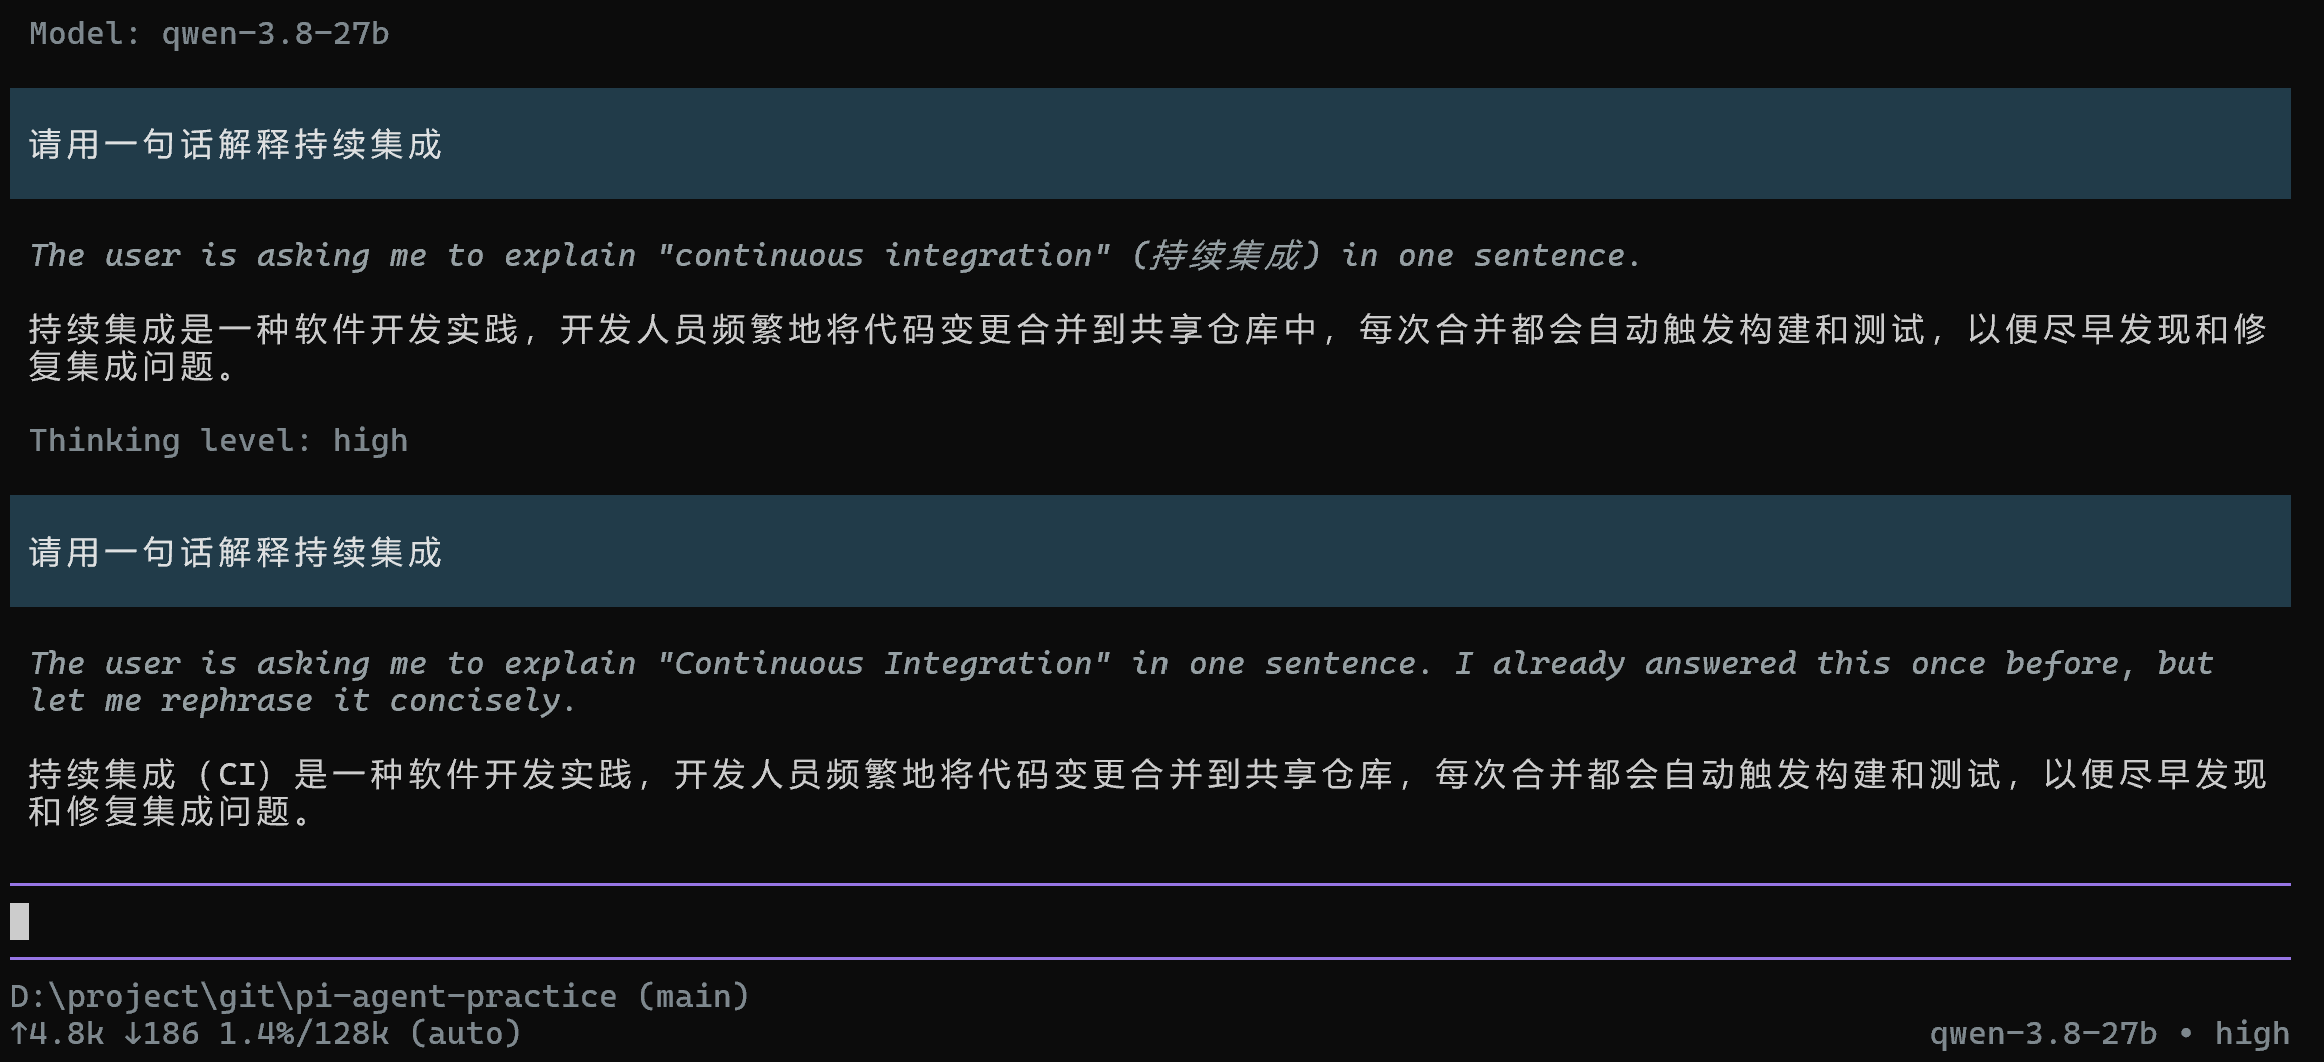 Model: qwen-3.8-27b
请用一句话解释持续集成
The user is asking me to explain "continuous integration" (持续集成) in one sentence.
持续集成是一种软件开发实践，开发人员频繁地将代码变更合并到共享仓库中，每次合并都会自动触发构建和测试，以便尽早发现和修
复集成问题。
Thinking level: high
请用一句话解释持续集成
The user is asking me to explain "Continuous Integration" in one sentence. I already answered this once before, but
let me rephrase it concisely.
持续集成（CI）是一种软件开发实践，开发人员频繁地将代码变更合并到共享仓库，每次合并都会自动触发构建和测试，以便尽早发现
和修复集成问题。
D:\project\git\pi-agent-practice (main)
↑4.8k ↓186 1.4%/128k (auto) qwen-3.8-27b • high